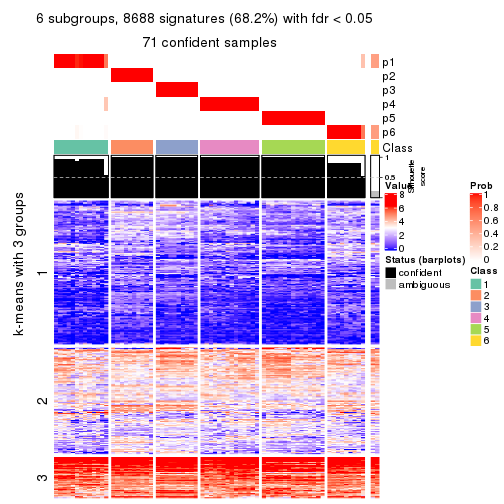 6 subgroups, 8688 signatures (68.2%) with fdr < 0.05
71 confident samples
p1
p2
p3
p4
p5
p6
Class
1
0.5
0
Silhouette
score
k-means with 3 groups
1
2
3
Value
8
6
4
2
0
Status (barplots)
confident
ambiguous
Prob
1
0.8
0.6
0.4
0.2
0
Class
1
2
3
4
5
6